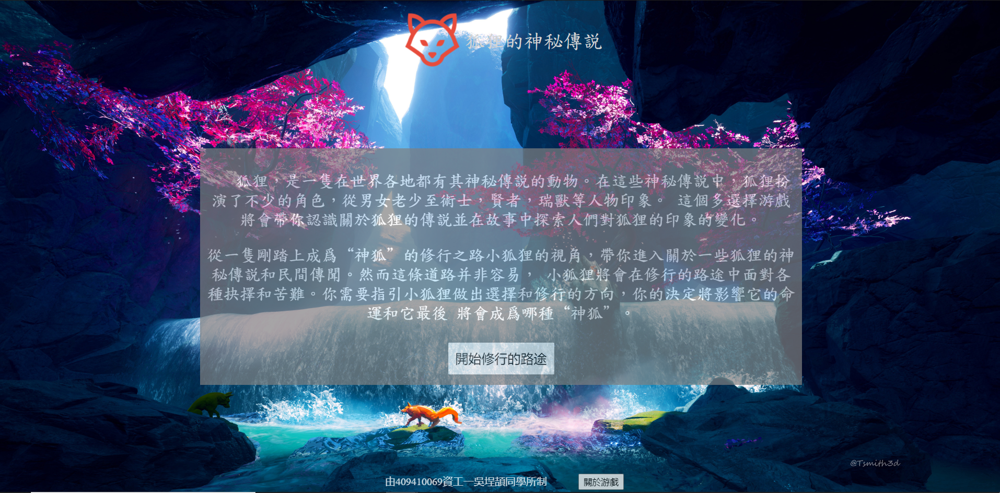 狐狸的神秘傳説
狐狸，是一隻在世界各地都有其神秘傳説的動物。在這些神秘傳説中，狐狸扮
演了不少的角色，從男女老少至術士，賢者，瑞獸等人物印象。 這個多選擇游戲
將會帶你認識關於狐狸的傳説並在故事中探索人們對狐狸的印象的變化。
從一隻剛踏上成爲“神狐”的修行之路小狐狸的視角，帶你進入關於一些狐狸的神
秘傳説和民間傳聞。然而這條道路并非容易， 小狐狸將會在修行的路途中面對各
種抉擇和苦難。你需要指引小狐狸做出選擇和修行的方向，你的決定將影響它的命
運和它最後 將會成爲哪種“神狐”。
開始修行的路途
@Tsmith3d
由409410069資工一吳埕頡同學所制
關於游戲